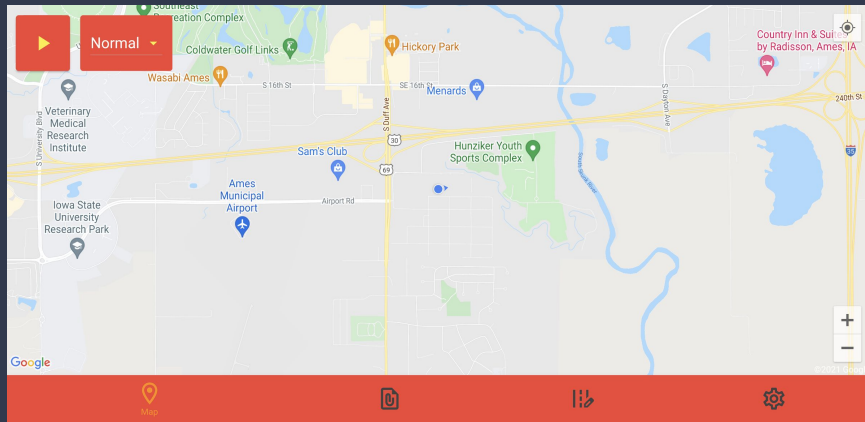 Southeast
Recreation Complex
Normal
Coldwater Golf Links
Hickory Park
Country Inn & Suites
by Radisson, Ames, IA
Wasabi Ames
S 16th St
SE 16th St
Menards
S Duff Ave
S Dayton Ave
240th St
Veterinary
Medical
Research
Institute
S University Blvd
30
Sam's Club
Hunziker Youth
Sports Complex
35
69
Ames
Municipal
Airport
Airport Rd
Iowa State
University
Research Park
+
−
Google
©2021 Google
Map